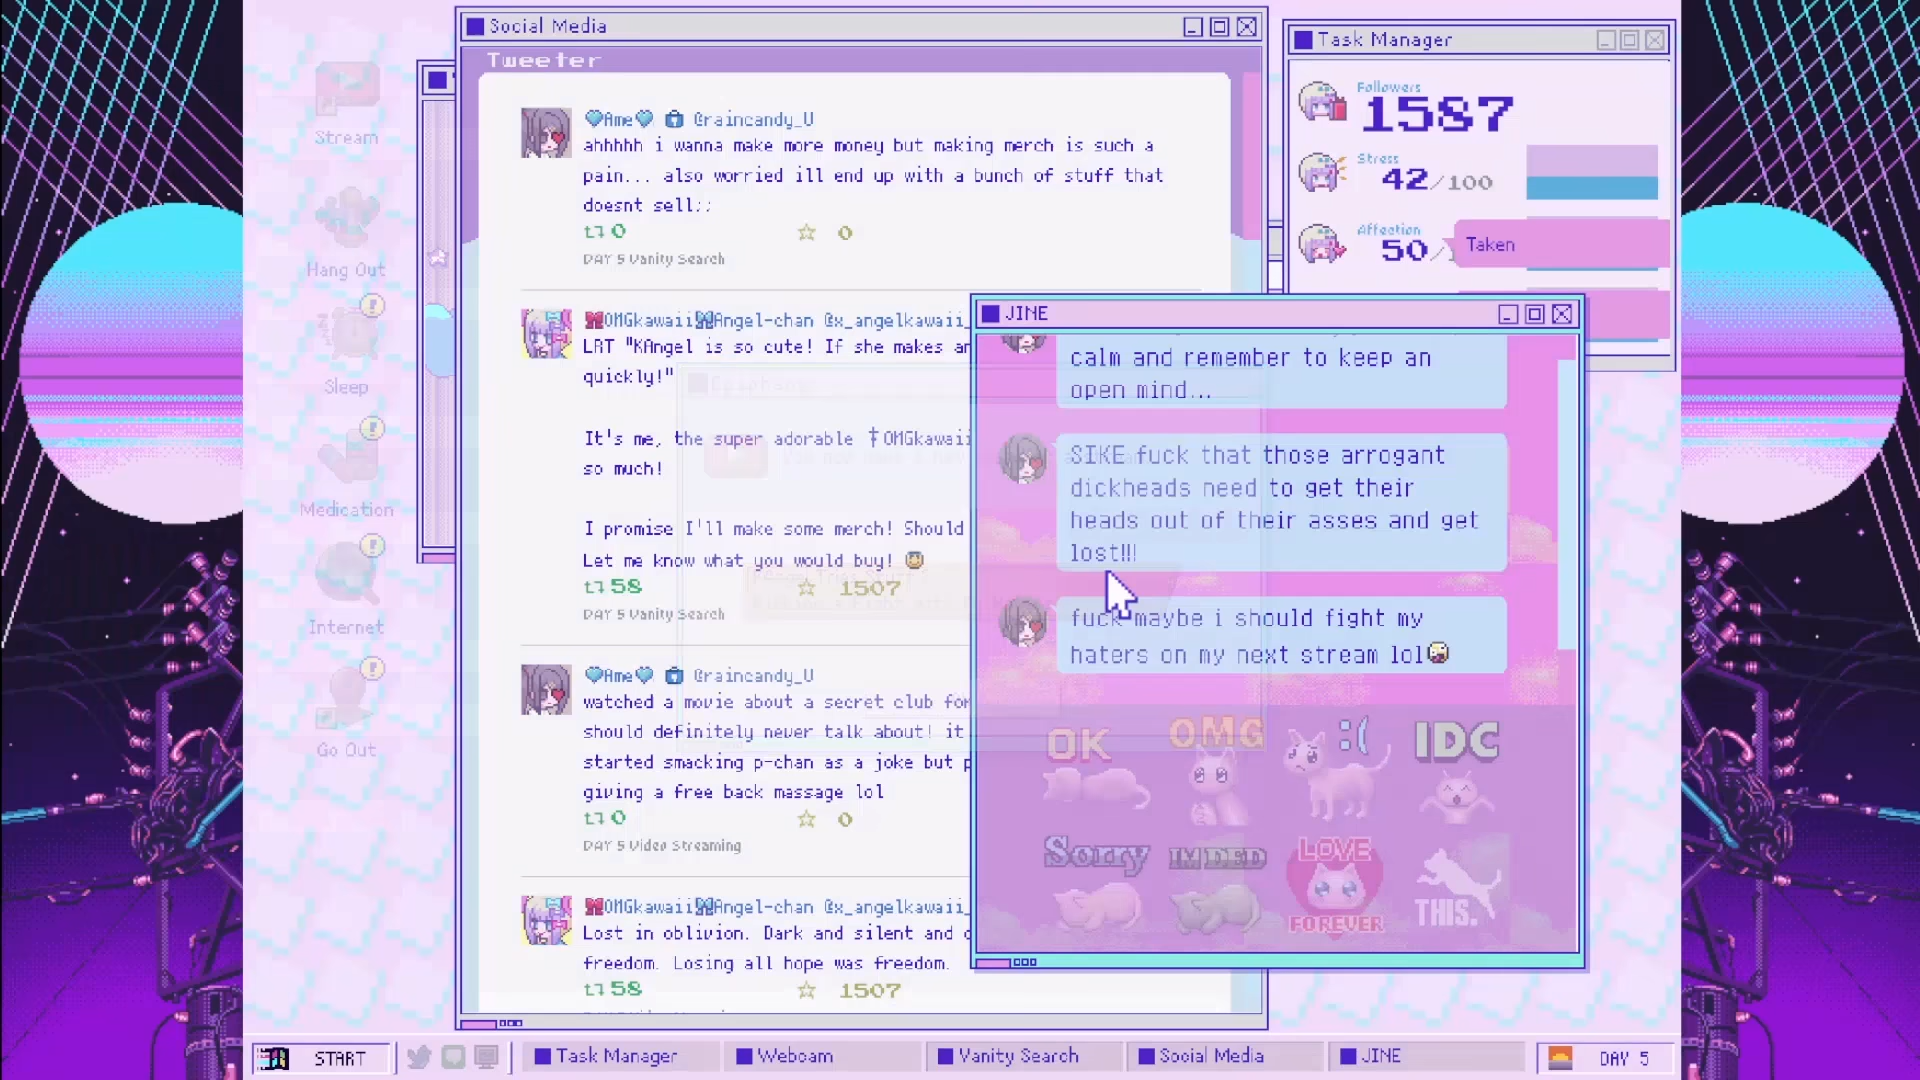 Stream
Hang Out
Sleep
Medication
Internet
Go Out
Social Media
Tweeter
Ame @raincandy_U
ahhhhh i wanna make more money but making merch is such a
pain... also worried ill end up with a bunch of stuff that
doesnt sell;;
0 0
DAY 5 Vanity Search
OMGkawaii Angel-chan @x_angelkawaii_
LRT "KAngel is so cute! If she makes an
quickly!"
It's me, the super adorable †OMGkawaii
so much!
I promise I'll make some merch! Should
Let me know what you would buy!
58 1507
DAY 5 Vanity Search
Ame @raincandy_U
watched a movie about a secret club for
should definitely never talk about! it
started smacking p-chan as a joke but p
giving a free back massage lol
0 0
DAY 5 Video Streaming
OMGkawaii Angel-chan @x_angelkawaii_
Lost in oblivion. Dark and silent and c
freedom. Losing all hope was freedom.
58 1507
Epiphany
Task Manager
Followers
1587
Stress
42/100
Affection
50/1
Taken
JINE
calm and remember to keep an
open mind...
SIKE fuck that those arrogant
dickheads need to get their
heads out of their asses and get
lost!!!
fuck maybe i should fight my
haters on my next stream lol
OK
OMG
:(
IDC
Sorry
IM DED
LOVE
FOREVER
THIS.
START
Task Manager
Webcam
Vanity Search
Social Media
JINE
DAY 5